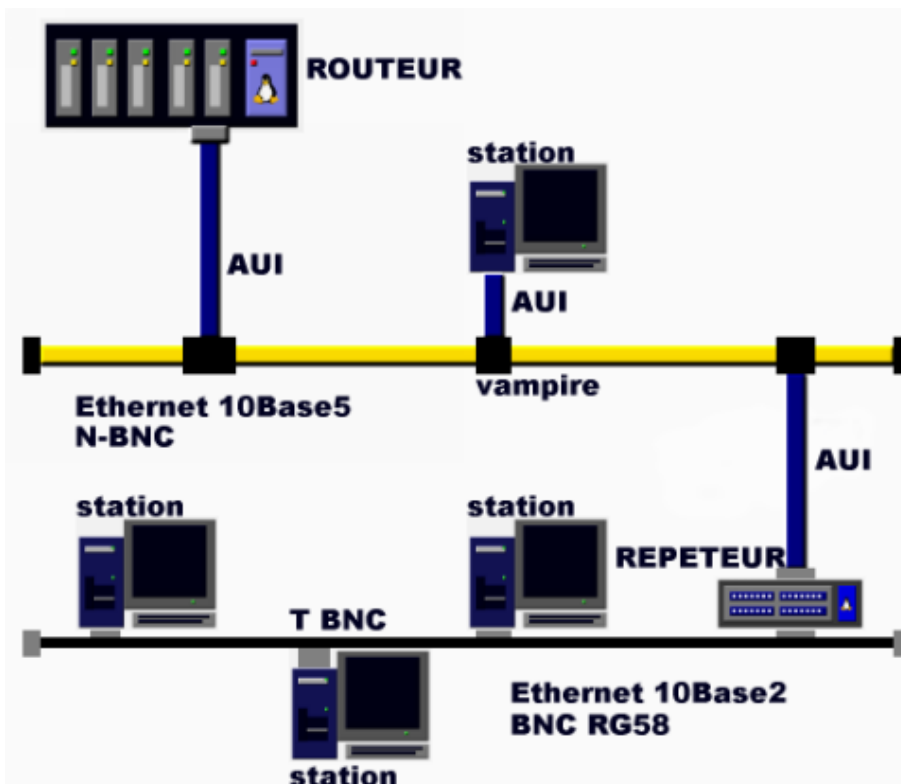 ROUTEUR
station
AUI
AUI
vampire
Ethernet 10Base5
N-BNC
AUI
station
station
REPETEUR
T BNC
Ethernet 10Base2
BNC RG58
station